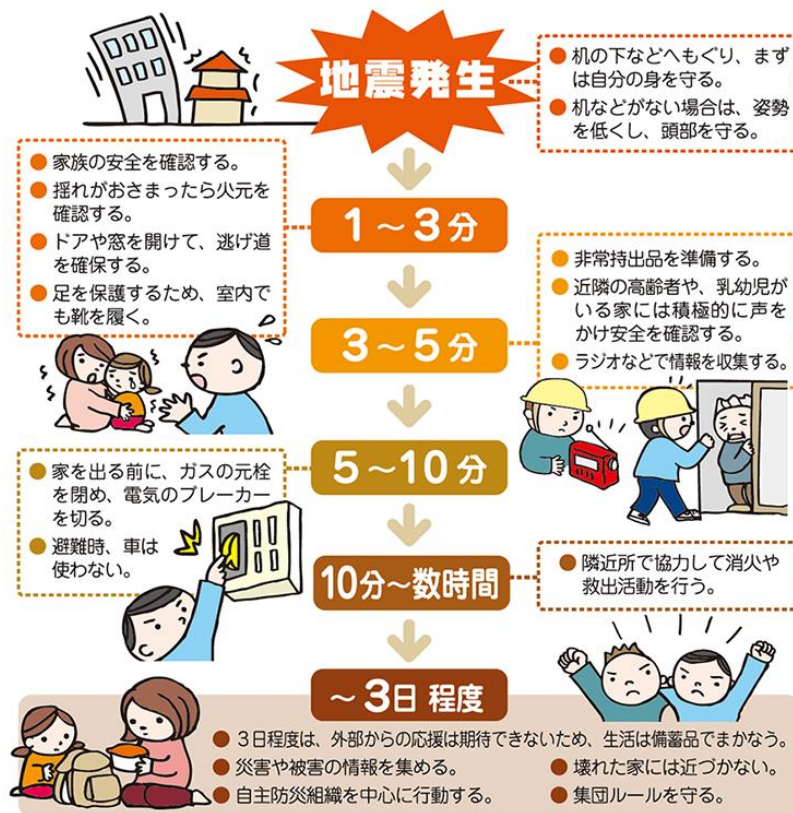 地震発生
● 机の下などへもぐり、まず
は自分の身を守る。
● 机などがない場合は、姿勢
を低くし、頭部を守る。
1～3分
● 家族の安全を確認する。
● 揺れがおさまったら火元を
確認する。
● ドアや窓を開けて、逃げ道
を確保する。
● 足を保護するため、室内で
も靴を履く。
3～5分
● 非常持出品を準備する。
● 近隣の高齢者や、乳幼児が
いる家には積極的に声を
かけ安全を確認する。
● ラジオなどで情報を収集する。
5～10分
● 家を出る前に、ガスの元栓
を閉め、電気のブレーカー
を切る。
● 避難時、車は
使わない。
10分～数時間
● 隣近所で協力して消火や
救出活動を行う。
～3日 程度
● 3日程度は、外部からの応援は期待できないため、生活は備蓄品でまかなう。
● 災害や被害の情報を集める。
● 壊れた家には近づかない。
● 自主防災組織を中心に行動する。
● 集団ルールを守る。